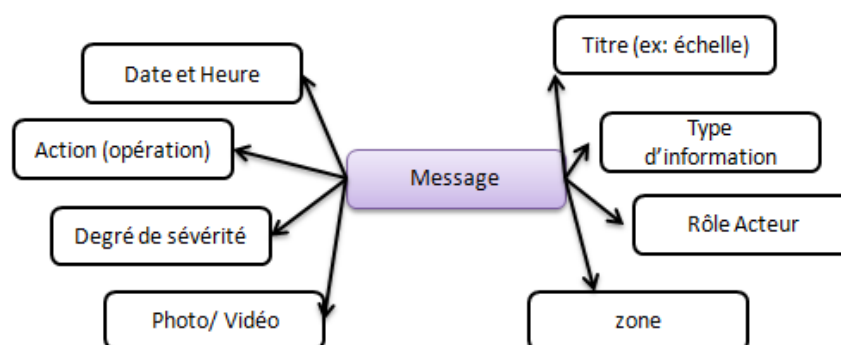 Titre (ex: échelle)
Date et Heure
Type
d’information
Action (opération)
Message
Rôle Acteur
Degré de sévérité
Photo/ Vidéo
zone